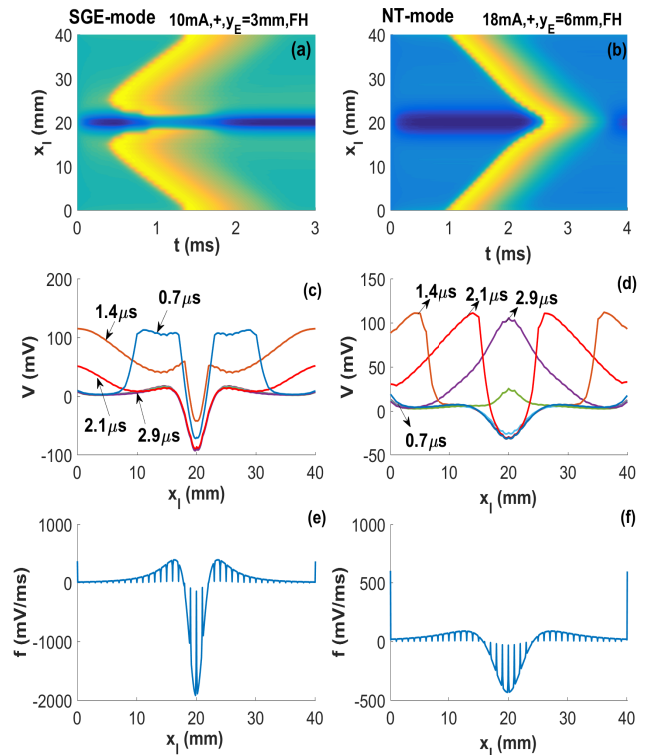 SGE-mode 10mA,+,y_E=3mm,FH
NT-mode 18mA,+,y_E=6mm,FH
(a)
40
30
20
10
0
x_l (mm)
0 1 2 3
t (ms)
(b)
40
30
20
10
0
x_l (mm)
0 1 2 3 4
t (ms)
(c)
200
100
0
-100
V (mV)
1.4μs
0.7μs
2.1μs
2.9μs
0 10 20 30 40
x_l (mm)
(d)
150
100
50
0
-50
V (mV)
1.4μs
2.1μs
2.9μs
0.7μs
0 10 20 30 40
x_l (mm)
(e)
1000
0
-1000
-2000
f (mV/ms)
0 10 20 30 40
x_l (mm)
(f)
1000
500
0
-500
f (mV/ms)
0 10 20 30 40
x_l (mm)